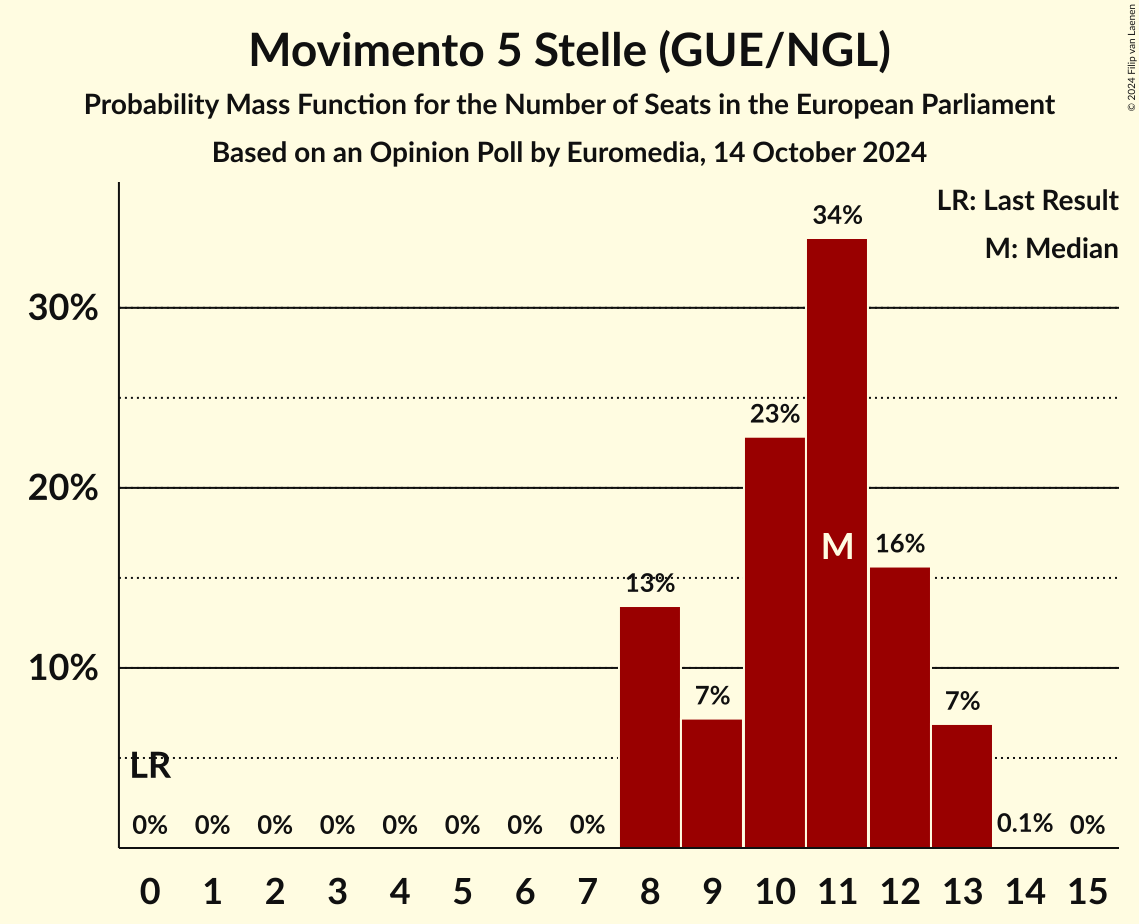 Movimento 5 Stelle (GUE/NGL)
Probability Mass Function for the Number of Seats in the European Parliament
Based on an Opinion Poll by Euromedia, 14 October 2024
© 2024 Filip van Laenen
LR: Last Result
M: Median
34%
30%
23%
20%
M
16%
13%
10%
7%
7%
LR
0% 0% 0% 0% 0% 0% 0% 0% 0.1% 0%
0 1 2 3 4 5 6 7 8 9 10 11 12 13 14 15